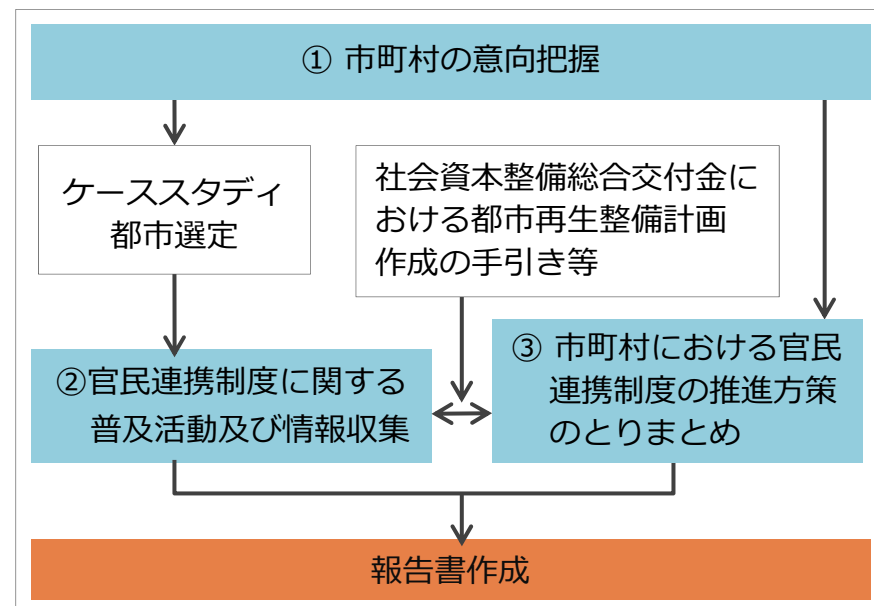 ① 市町村の意向把握
ケーススタディ
都市選定
社会資本整備総合交付金に
おける都市再生整備計画
作成の手引き等
②官民連携制度に関する
普及活動及び情報収集
③ 市町村における官民
連携制度の推進方策
のとりまとめ
報告書作成